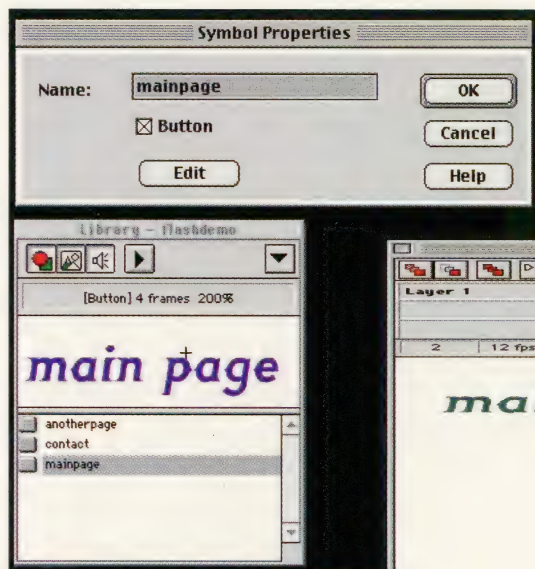 Symbol Properties
Name:
mainpage
OK
Button
Cancel
Edit
Help
Library – flashdemo
[Button] 4 frames 200%
main page
anotherpage
contact
mainpage
Layer 1
2
12 fps
ma